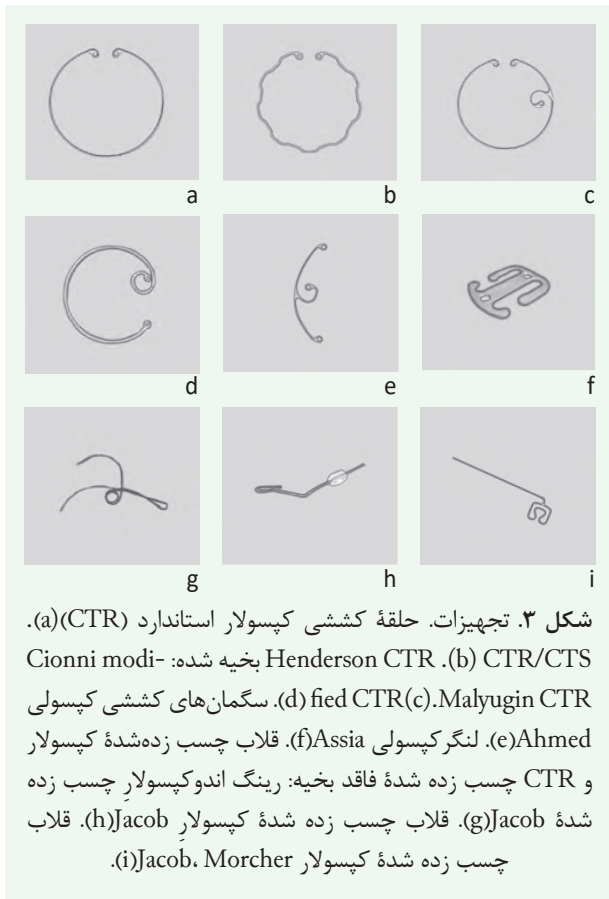 a
b
c
d
e
f
g
h
i
شکل ۳. تجهیزات. حلقهٔ کششی کپسولار استاندارد (CTR)(a).
Henderson CTR .(b) CTR/CTS بخیه شده: Cionni modi-
fied CTR(c).Malyugin CTR (d). سگمان‌های کششی کپسولی
Ahmed(e). لنگرکپسولی Assia(f). قلاب چسب زده‌شدهٔ کپسولار
و CTR چسب زده شدهٔ فاقد بخیه: رینگ اندوکپسولارِ چسب زده
شدهٔ Jacob(g). قلاب چسب زده شدهٔ کپسولارِ Jacob(h). قلاب
چسب زده شدهٔ کپسولار Jacob، Morcher(i).